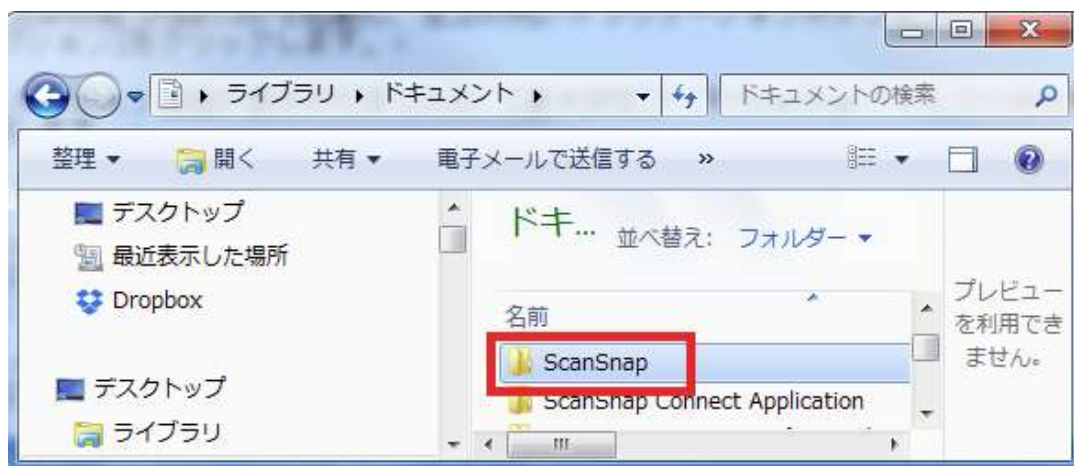 ライブラリ ドキュメント ドキュメントの検索
整理 開く 共有 電子メールで送信する »
デスクトップ
最近表示した場所
Dropbox
デスクトップ
ライブラリ
ドキ...
並べ替え: フォルダー
名前
ScanSnap
ScanSnap Connect Application
プレビュー
を利用でき
ません。